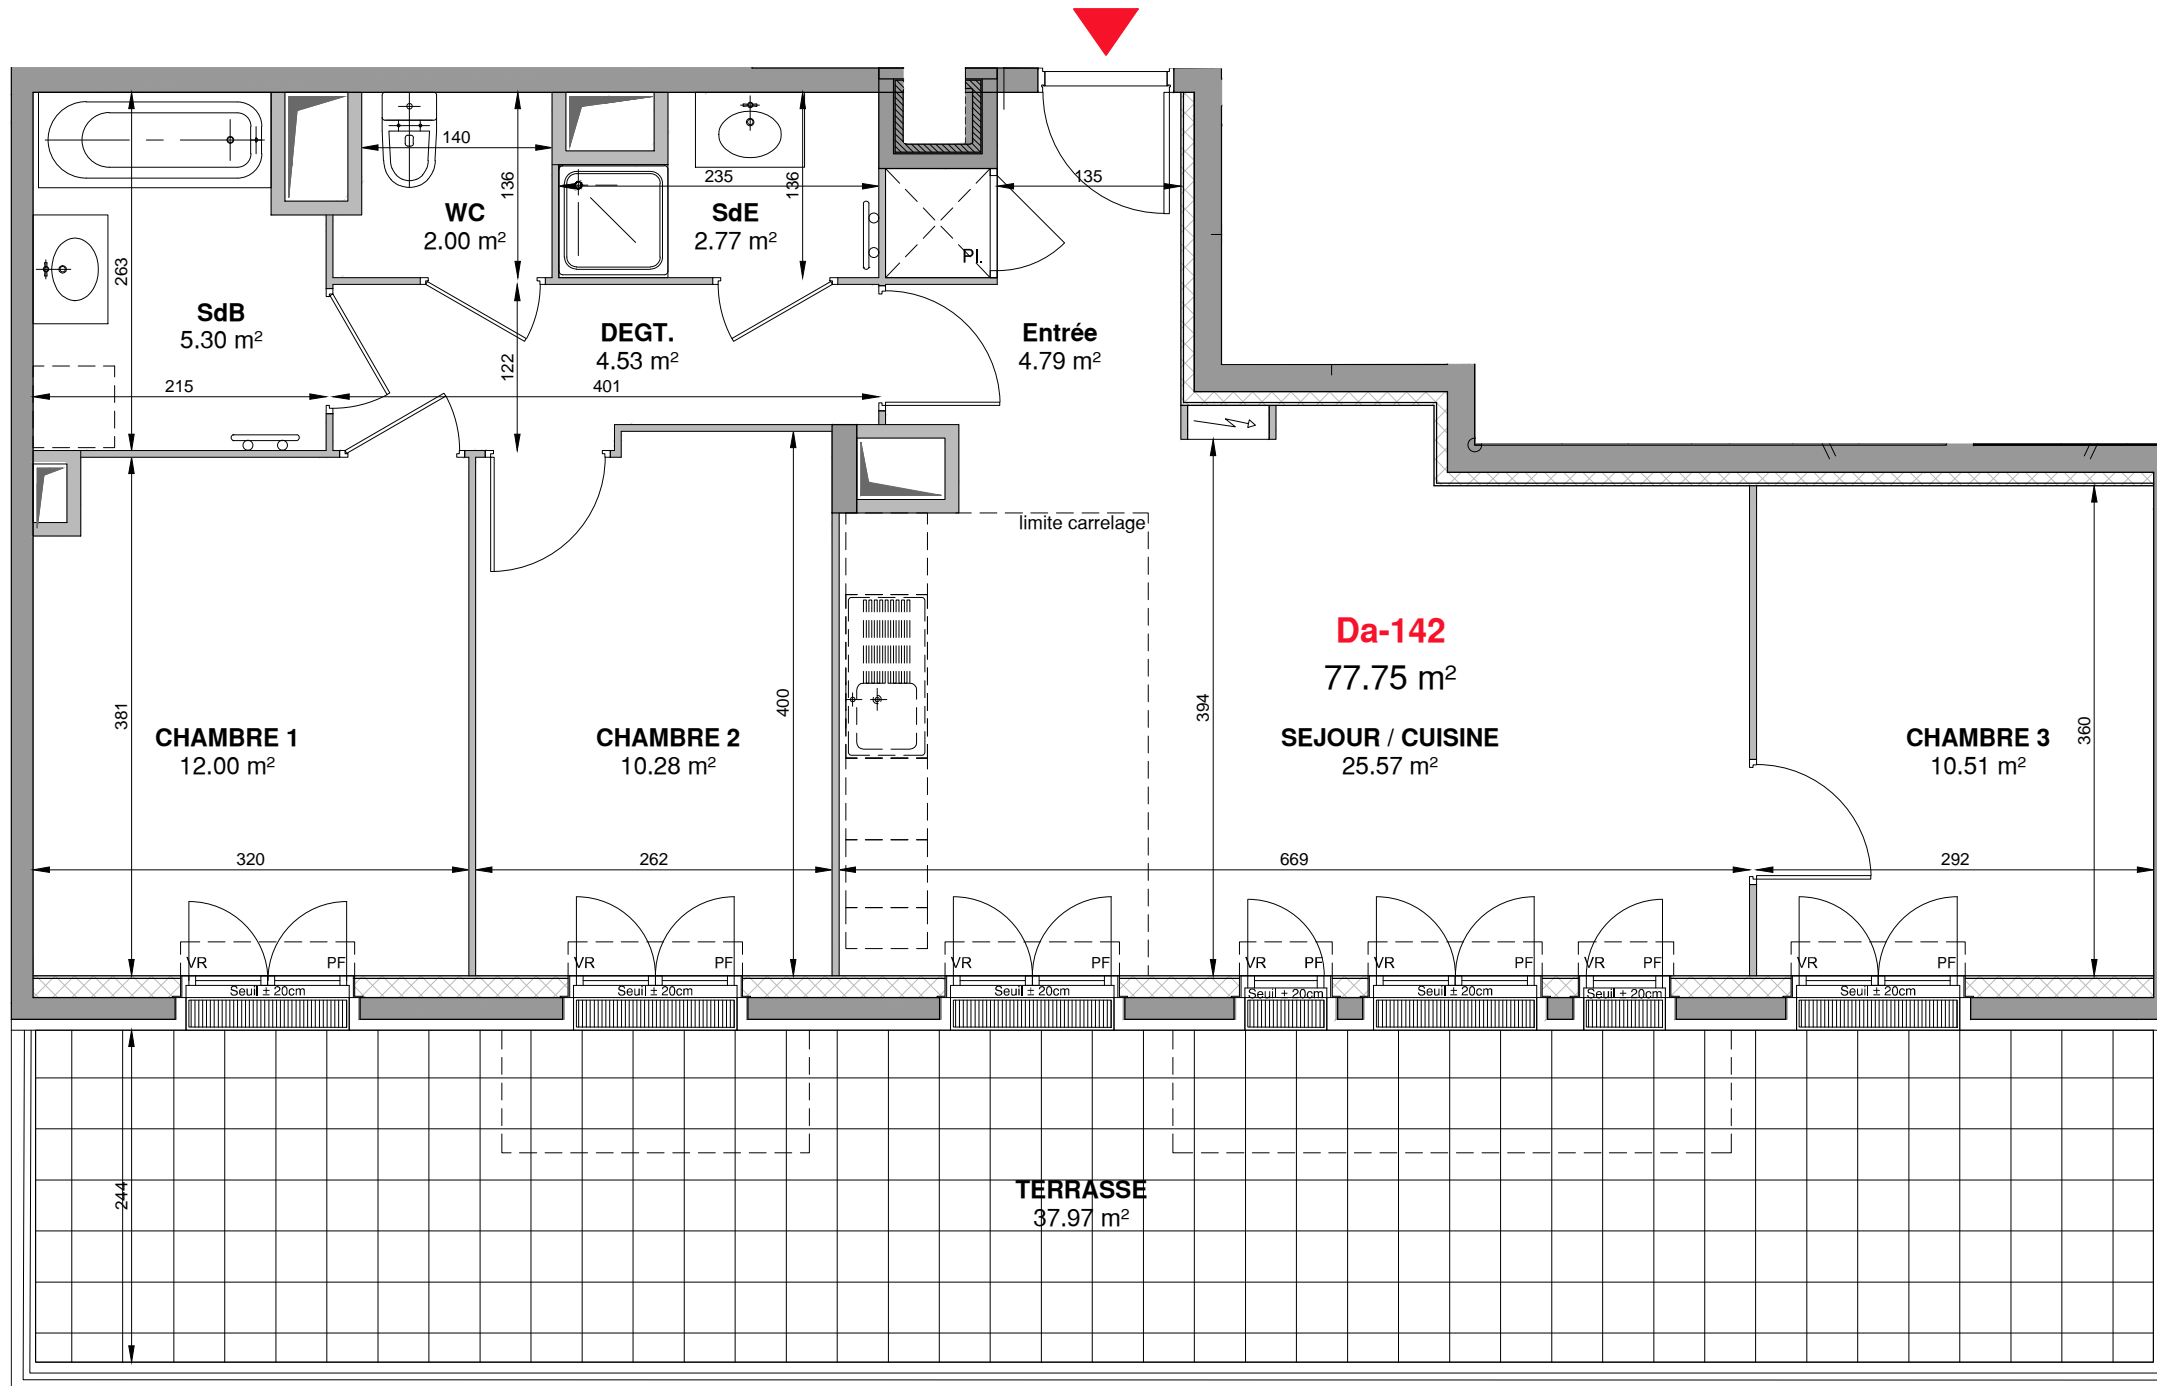 140
136
235
136
135
WC
2.00 m²
SdE
2.77 m²
Pl.
263
SdB
5.30 m²
DEGT.
4.53 m²
Entrée
4.79 m²
122
215
401
limite carrelage
Da-142
77.75 m²
381
400
394
360
CHAMBRE 1
12.00 m²
CHAMBRE 2
10.28 m²
SEJOUR / CUISINE
25.57 m²
CHAMBRE 3
10.51 m²
320
262
669
292
VR PF
VR PF
VR PF
VR PF
VR PF
VR PF
VR PF
Seuil ± 20cm
Seuil ± 20cm
Seuil ± 20cm
Seuil ± 20cm
Seuil ± 20cm
Seuil ± 20cm
Seuil ± 20cm
244
TERRASSE
37.97 m²